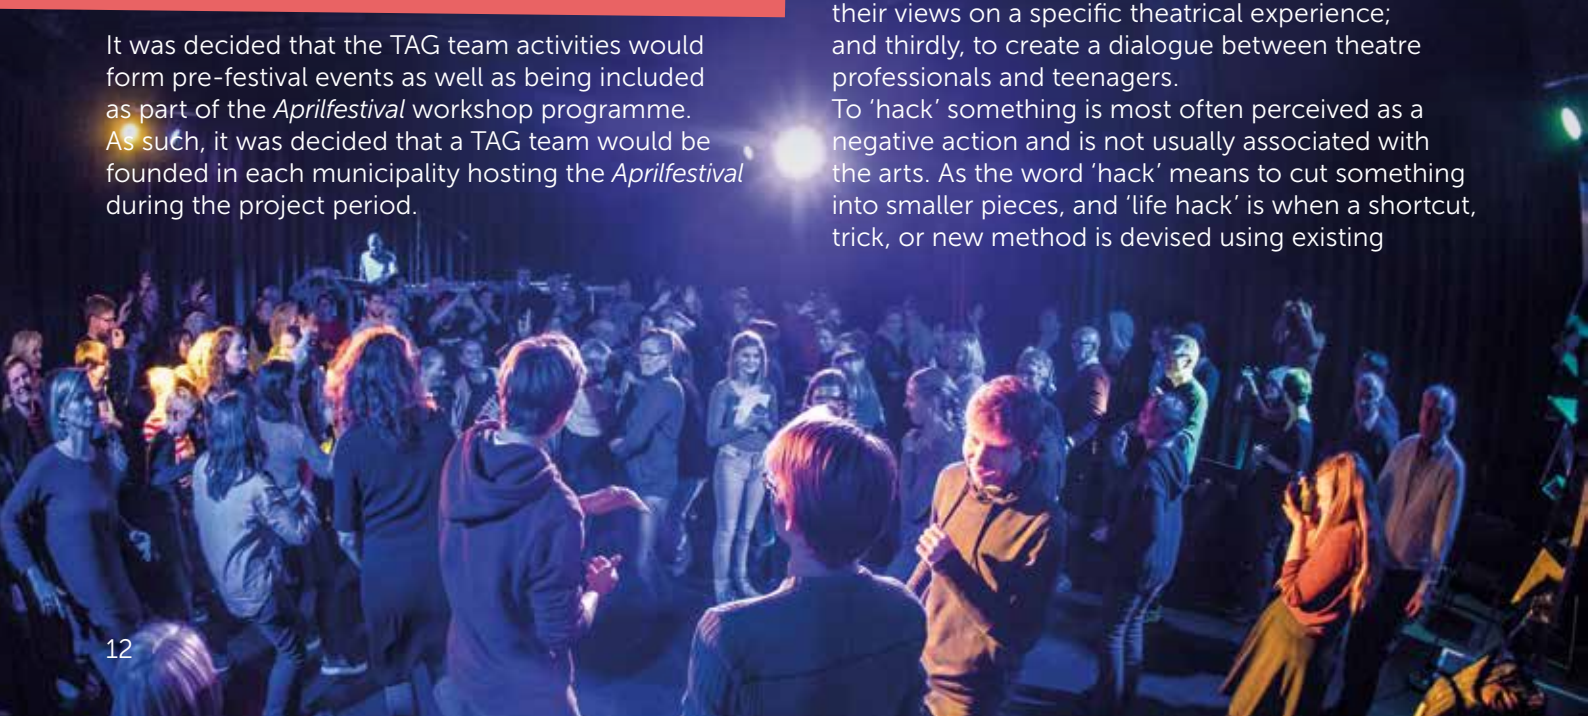 It was decided that the TAG team activities would
form pre-festival events as well as being included
as part of the Aprilfestival workshop programme.
As such, it was decided that a TAG team would be
founded in each municipality hosting the Aprilfestival
during the project period.
their views on a specific theatrical experience;
and thirdly, to create a dialogue between theatre
professionals and teenagers.
To ‘hack’ something is most often perceived as a
negative action and is not usually associated with
the arts. As the word ‘hack’ means to cut something
into smaller pieces, and ‘life hack’ is when a shortcut,
trick, or new method is devised using existing
12